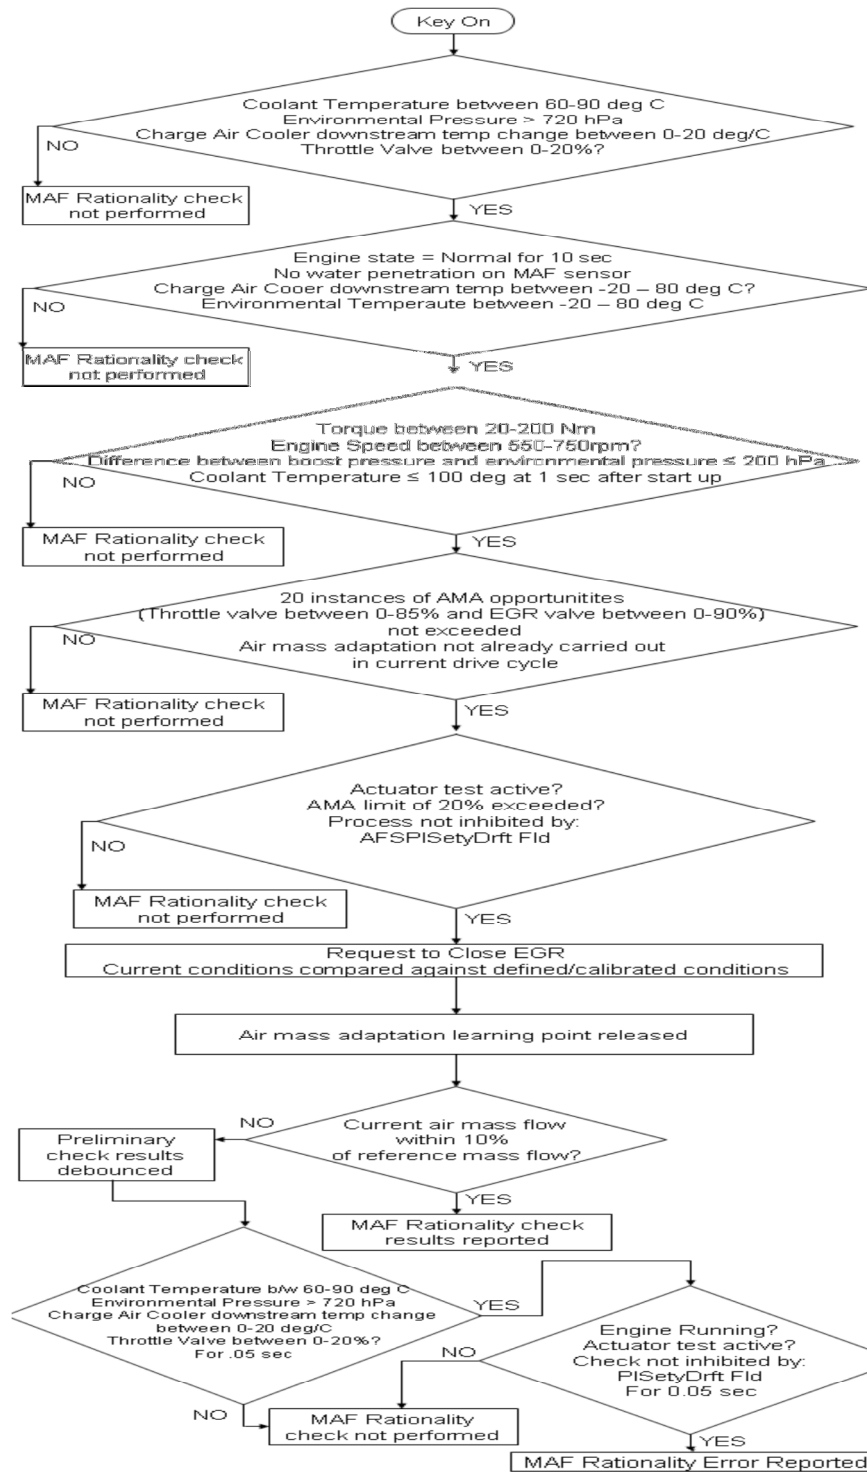 Key On
Coolant Temperature between 60-90 deg C
Environmental Pressure > 720 hPa
Charge Air Cooler downstream temp change between 0-20 deg/C
Throttle Valve between 0-20%?
NO
MAF Rationality check
not performed
YES
Engine state = Normal for 10 sec
No water penetration on MAF sensor
Charge Air Cooer downstream temp between -20 – 80 deg C?
Environmental Temperaute between -20 – 80 deg C
NO
MAF Rationality check
not performed
YES
Torque between 20-200 Nm
Engine Speed between 550-750rpm?
Difference between boost pressure and environmental pressure ≤ 200 hPa
Coolant Temperature ≤ 100 deg at 1 sec after start up
NO
MAF Rationality check
not performed
YES
20 instances of AMA opportunitites
(Throttle valve between 0-85% and EGR valve between 0-90%)
not exceeded
Air mass adaptation not already carried out
in current drive cycle
NO
MAF Rationality check
not performed
YES
Actuator test active?
AMA limit of 20% exceeded?
Process not inhibited by:
AFSPlSetyDrft Fld
NO
MAF Rationality check
not performed
YES
Request to Close EGR
Current conditions compared against defined/calibrated conditions
Air mass adaptation learning point released
Current air mass flow
within 10%
of reference mass flow?
NO
Preliminary
check results
debounced
YES
MAF Rationality check
results reported
Coolant Temperature b/w 60-90 deg C
Environmental Pressure > 720 hPa
Charge Air Cooler downstream temp change
between 0-20 deg/C
Throttle Valve between 0-20%?
For .05 sec
YES
NO
Engine Running?
Actuator test active?
Check not inhibited by:
PlSetyDrft Fld
For 0.05 sec
NO
MAF Rationality
check not performed
YES
MAF Rationality Error Reported